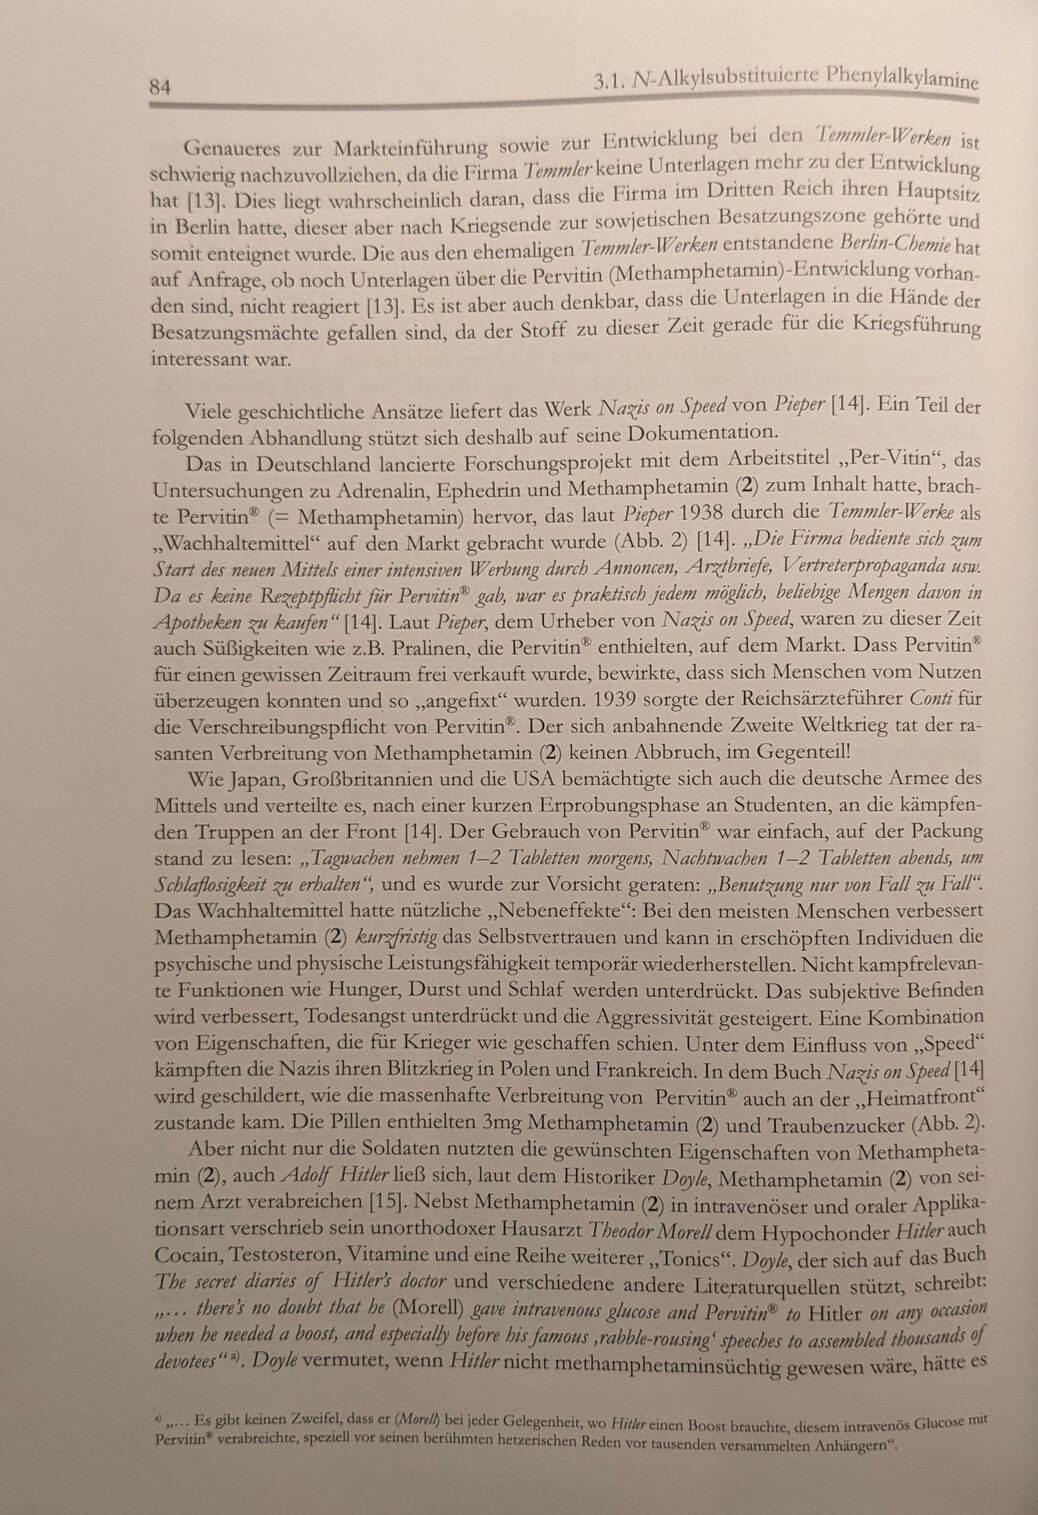 84
3.1. N-Alkylsubstituierte Phenylalkylamine
Genaueres zur Markteinführung sowie zur Entwicklung bei den Temmler-Werken ist
schwierig nachzuvollziehen, da die Firma Temmler keine Unterlagen mehr zu der Entwicklung
hat [13]. Dies liegt wahrscheinlich daran, dass die Firma im Dritten Reich ihren Hauptsitz
in Berlin hatte, dieser aber nach Kriegsende zur sowjetischen Besatzungszone gehörte und
somit enteignet wurde. Die aus den ehemaligen Temmler-Werken entstandene Berlin-Chemie hat
auf Anfrage, ob noch Unterlagen über die Pervitin (Methamphetamin)-Entwicklung vorhan-
den sind, nicht reagiert [13]. Es ist aber auch denkbar, dass die Unterlagen in die Hände der
Besatzungsmächte gefallen sind, da der Stoff zu dieser Zeit gerade für die Kriegsführung
interessant war.
Viele geschichtliche Ansätze liefert das Werk Nazis on Speed von Pieper [14]. Ein Teil der
folgenden Abhandlung stützt sich deshalb auf seine Dokumentation.
Das in Deutschland lancierte Forschungsprojekt mit dem Arbeitstitel „Per-Vitin“, das
Untersuchungen zu Adrenalin, Ephedrin und Methamphetamin (2) zum Inhalt hatte, brach-
te Pervitin® (= Methamphetamin) hervor, das laut Pieper 1938 durch die Temmler-Werke als
„Wachhaltemittel“ auf den Markt gebracht wurde (Abb. 2) [14]. „Die Firma bediente sich zum
Start des neuen Mittels einer intensiven Werbung durch Annoncen, Arztbriefe, Vertreterpropaganda usw.
Da es keine Rezeptpflicht für Pervitin® gab, war es praktisch jedem möglich, beliebige Mengen davon in
Apotheken zu kaufen“ [14]. Laut Pieper, dem Urheber von Nazis on Speed, waren zu dieser Zeit
auch Süßigkeiten wie z.B. Pralinen, die Pervitin® enthielten, auf dem Markt. Dass Pervitin®
für einen gewissen Zeitraum frei verkauft wurde, bewirkte, dass sich Menschen vom Nutzen
überzeugen konnten und so „angefixt“ wurden. 1939 sorgte der Reichsärzteführer Conti für
die Verschreibungspflicht von Pervitin®. Der sich anbahnende Zweite Weltkrieg tat der ra-
santen Verbreitung von Methamphetamin (2) keinen Abbruch, im Gegenteil!
Wie Japan, Großbritannien und die USA bemächtigte sich auch die deutsche Armee des
Mittels und verteilte es, nach einer kurzen Erprobungsphase an Studenten, an die kämpfen-
den Truppen an der Front [14]. Der Gebrauch von Pervitin® war einfach, auf der Packung
stand zu lesen: „Tagwachen nehmen 1–2 Tabletten morgens, Nachtwachen 1–2 Tabletten abends, um
Schlaflosigkeit zu erhalten“, und es wurde zur Vorsicht geraten: „Benutzung nur von Fall zu Fall“.
Das Wachhaltemittel hatte nützliche „Nebeneffekte“: Bei den meisten Menschen verbessert
Methamphetamin (2) kurzfristig das Selbstvertrauen und kann in erschöpften Individuen die
psychische und physische Leistungsfähigkeit temporär wiederherstellen. Nicht kampfrelevan-
te Funktionen wie Hunger, Durst und Schlaf werden unterdrückt. Das subjektive Befinden
wird verbessert, Todesangst unterdrückt und die Aggressivität gesteigert. Eine Kombination
von Eigenschaften, die für Krieger wie geschaffen schien. Unter dem Einfluss von „Speed“
kämpften die Nazis ihren Blitzkrieg in Polen und Frankreich. In dem Buch Nazis on Speed [14]
wird geschildert, wie die massenhafte Verbreitung von Pervitin® auch an der „Heimatfront“
zustande kam. Die Pillen enthielten 3mg Methamphetamin (2) und Traubenzucker (Abb. 2).
Aber nicht nur die Soldaten nutzten die gewünschten Eigenschaften von Methampheta-
min (2), auch Adolf Hitler ließ sich, laut dem Historiker Doyle, Methamphetamin (2) von sei-
nem Arzt verabreichen [15]. Nebst Methamphetamin (2) in intravenöser und oraler Applika-
tionsart verschrieb sein unorthodoxer Hausarzt Theodor Morell dem Hypochonder Hitler auch
Cocain, Testosteron, Vitamine und eine Reihe weiterer „Tonics“. Doyle, der sich auf das Buch
The secret diaries of Hitler's doctor und verschiedene andere Literaturquellen stützt, schreibt:
„... there's no doubt that he (Morell) gave intravenous glucose and Pervitin® to Hitler on any occasion
when he needed a boost, and especially before his famous ‚rabble-rousing‘ speeches to assembled thousands of
devotees“ a). Doyle vermutet, wenn Hitler nicht methamphetaminsüchtig gewesen wäre, hätte es
a) „... Es gibt keinen Zweifel, dass er (Morell) bei jeder Gelegenheit, wo Hitler einen Boost brauchte, diesem intravenös Glucose mit
Pervitin® verabreichte, speziell vor seinen berühmten hetzerischen Reden vor tausenden versammelten Anhängern“.